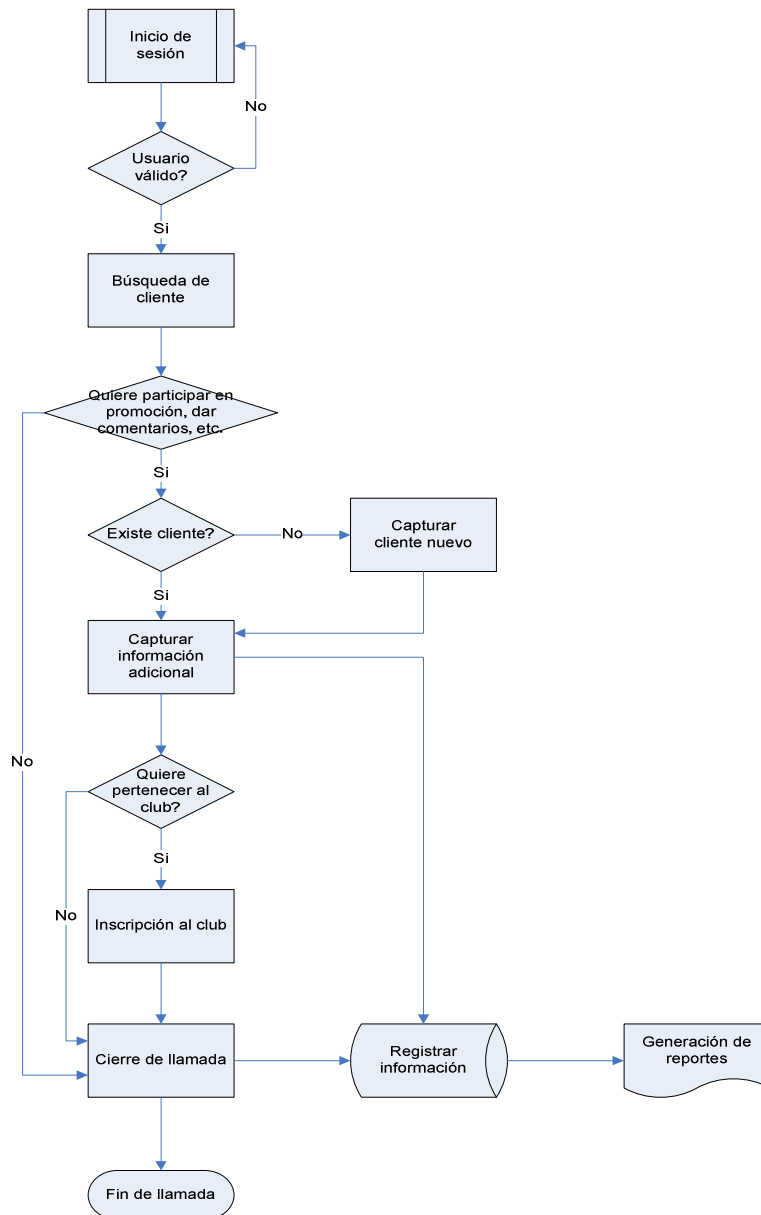 Inicio de
sesión
No
Usuario
válido?
Si
Búsqueda de
cliente
Quiere participar en
promoción, dar
comentarios, etc.
Si
Existe cliente?
No
Capturar
cliente nuevo
Si
Capturar
información
adicional
No
Quiere
pertenecer al
club?
Si
No
Inscripción al club
Cierre de llamada
Registrar
información
Generación de
reportes
Fin de llamada